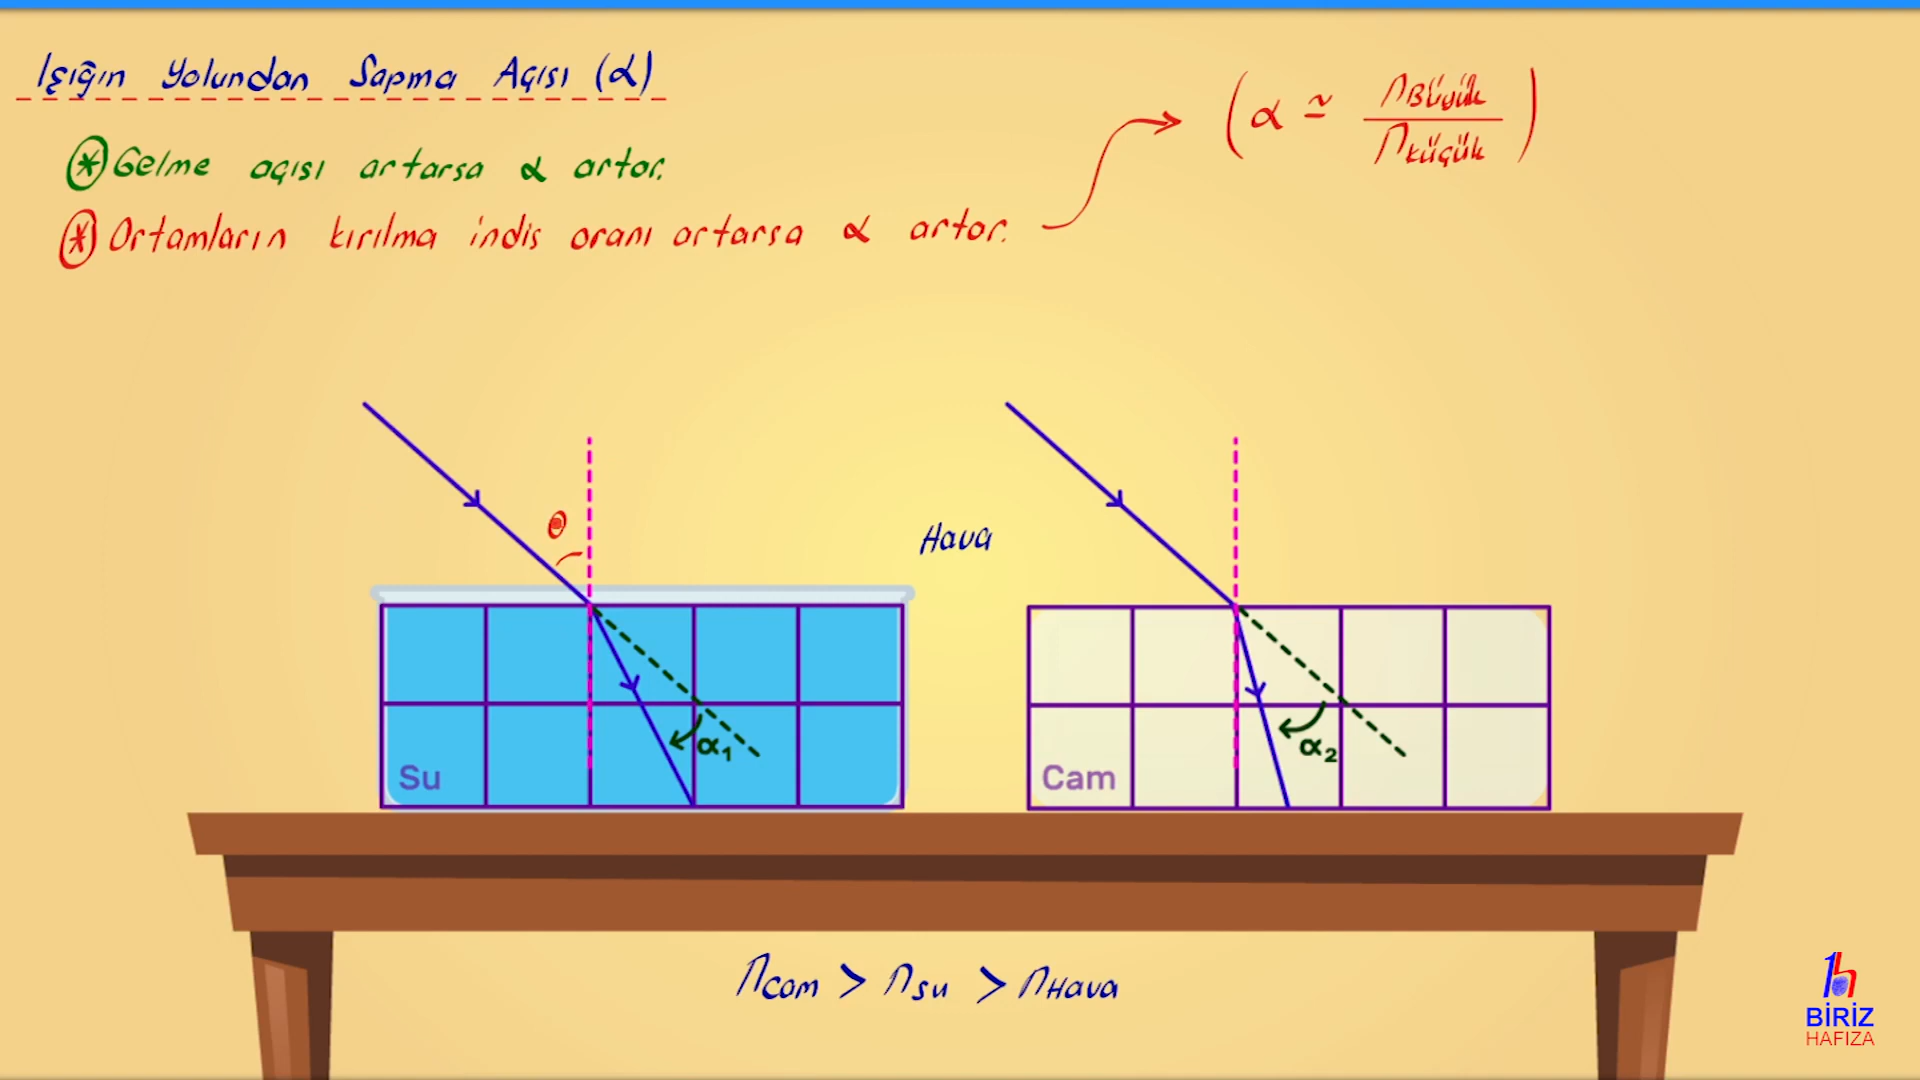 Işığın Yolundan Sapma Açısı (α)
(α ≅ nBüyük / nküçük)
* Gelme açısı artarsa α artar.
* Ortamların kırılma indis oranı artarsa α artar.
θ
Hava
α1
α2
Su
Cam
nCam > nSu > nHava
BİRİZ
HAFIZA